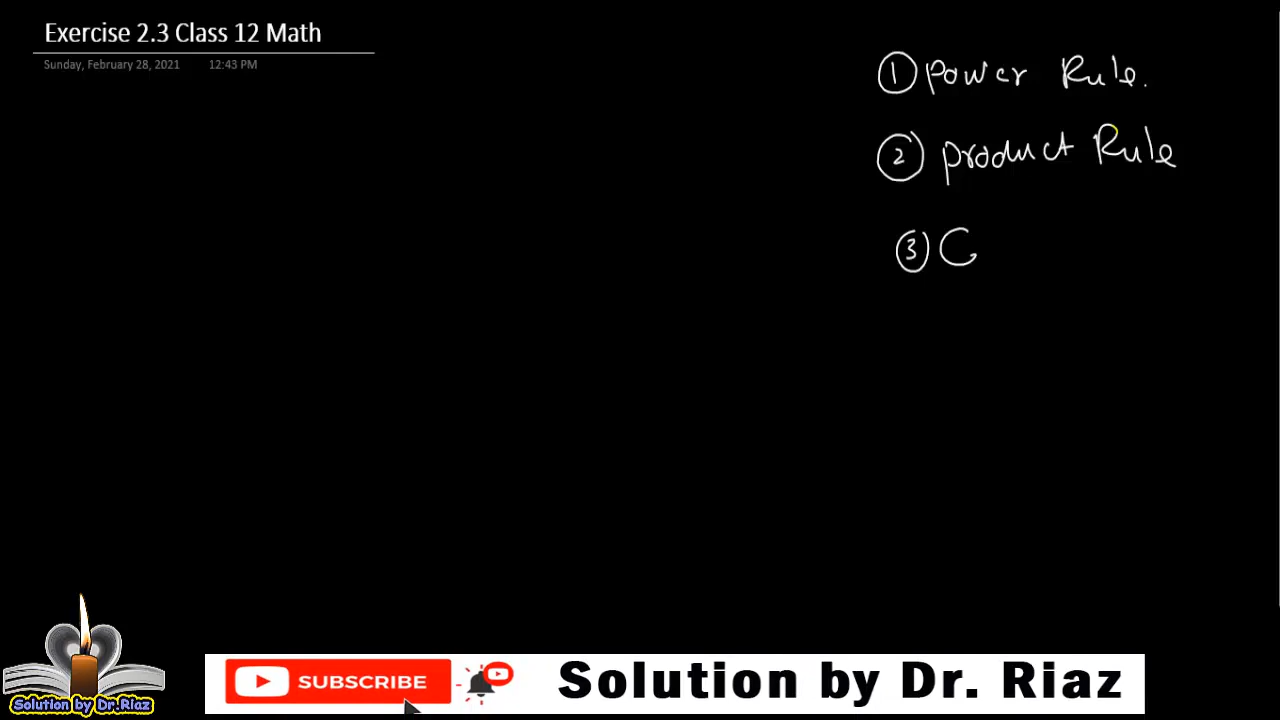 Exercise 2.3 Class 12 Math
Sunday, February 28, 2021 12:43 PM
① power Rule.
② product Rule
③ C
SUBSCRIBE
Solution by Dr. Riaz
Solution by Dr.Riaz